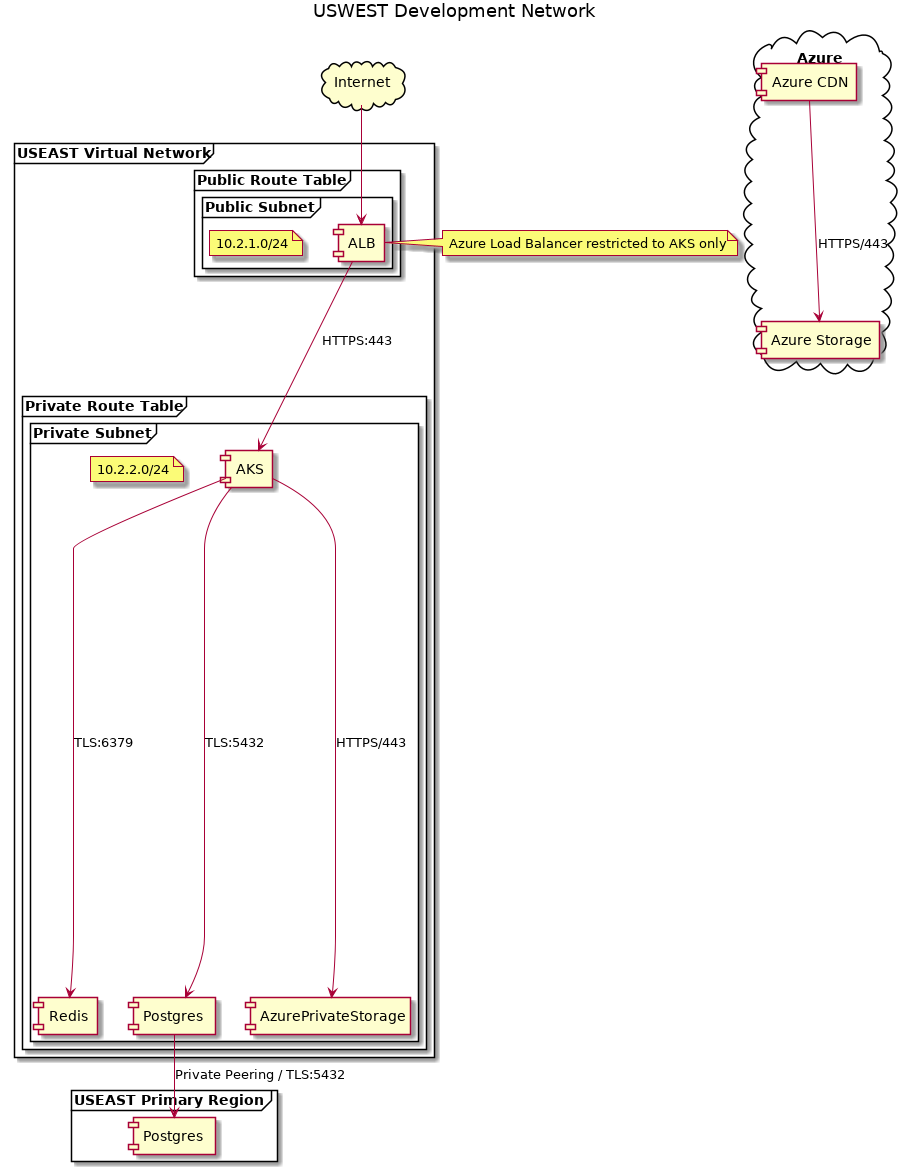 USWEST Development Network
Internet
Azure
Azure CDN
USEAST Virtual Network
Public Route Table
Public Subnet
10.2.1.0/24
ALB
Azure Load Balancer restricted to AKS only
HTTPS/443
HTTPS:443
Azure Storage
Private Route Table
Private Subnet
10.2.2.0/24
AKS
TLS:6379
TLS:5432
HTTPS/443
Redis
Postgres
AzurePrivateStorage
Private Peering / TLS:5432
USEAST Primary Region
Postgres